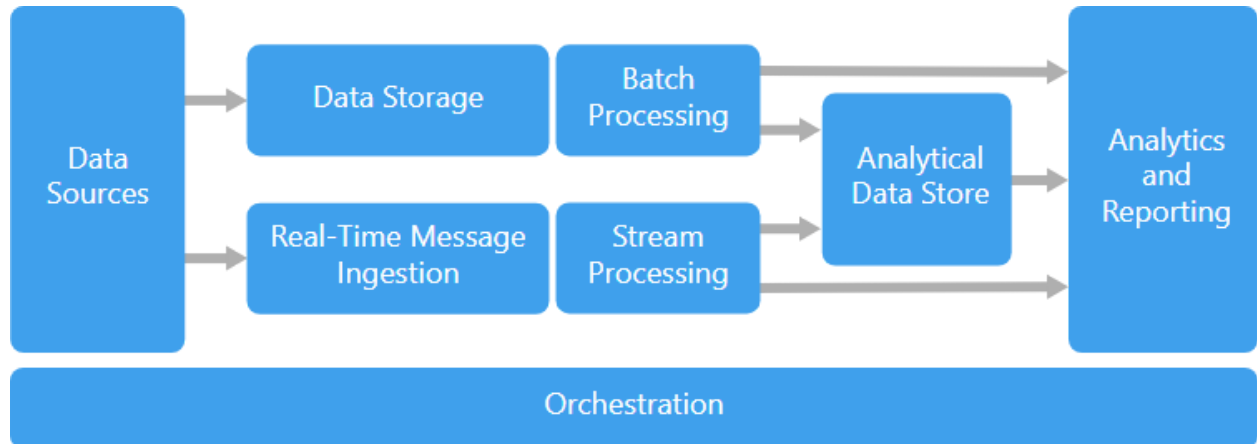 Data
Sources
Data Storage
Batch
Processing
Real-Time Message
Ingestion
Stream
Processing
Analytical
Data Store
Analytics
and
Reporting
Orchestration